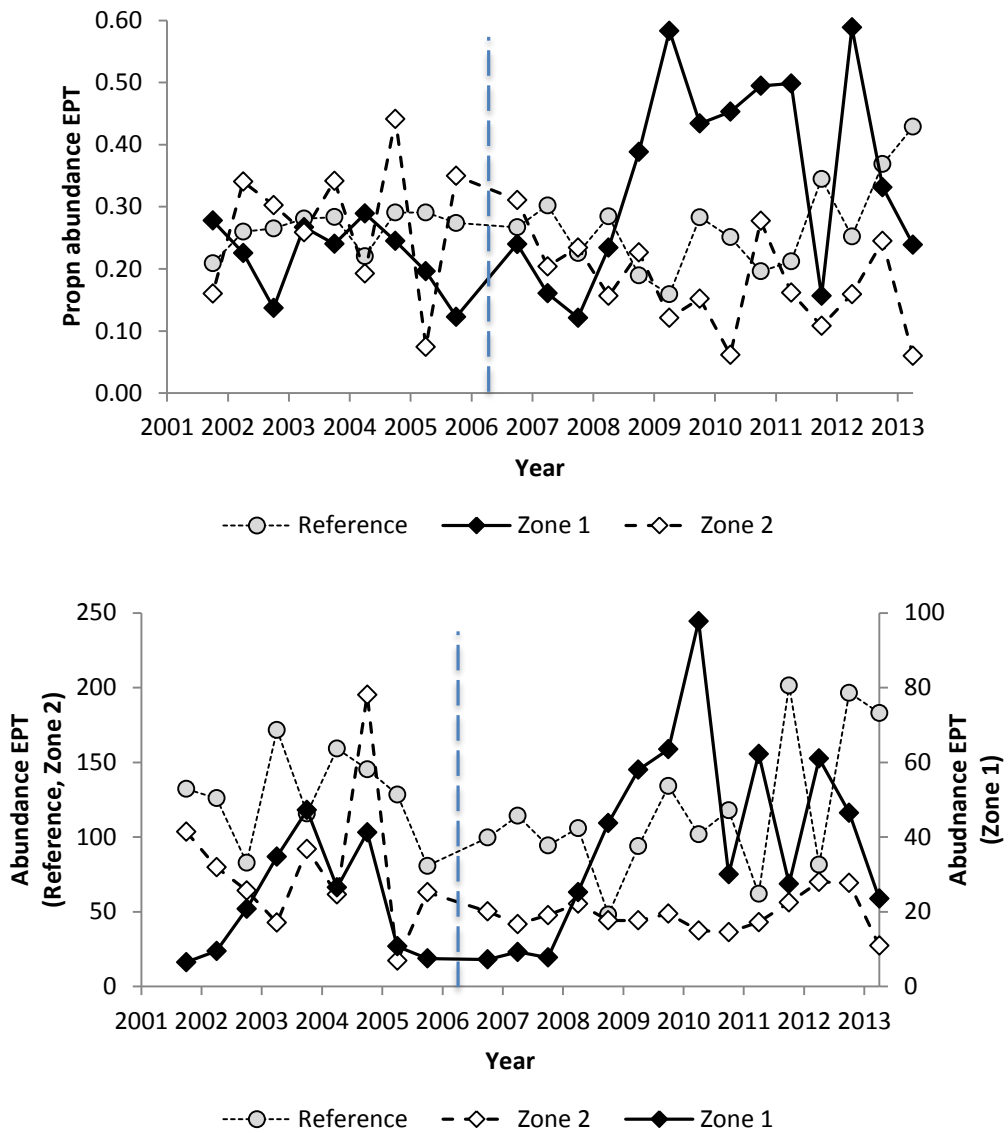 0.60
0.50
0.40
0.30
0.20
0.10
0.00
Propn abundance EPT
2001 2002 2003 2004 2005 2006 2007 2008 2009 2010 2011 2012 2013
Year
Reference Zone 1 Zone 2
250
200
150
100
50
0
Abundance EPT
(Reference, Zone 2)
100
80
60
40
20
0
Abudnance EPT
(Zone 1)
2001 2002 2003 2004 2005 2006 2007 2008 2009 2010 2011 2012 2013
Year
Reference Zone 2 Zone 1